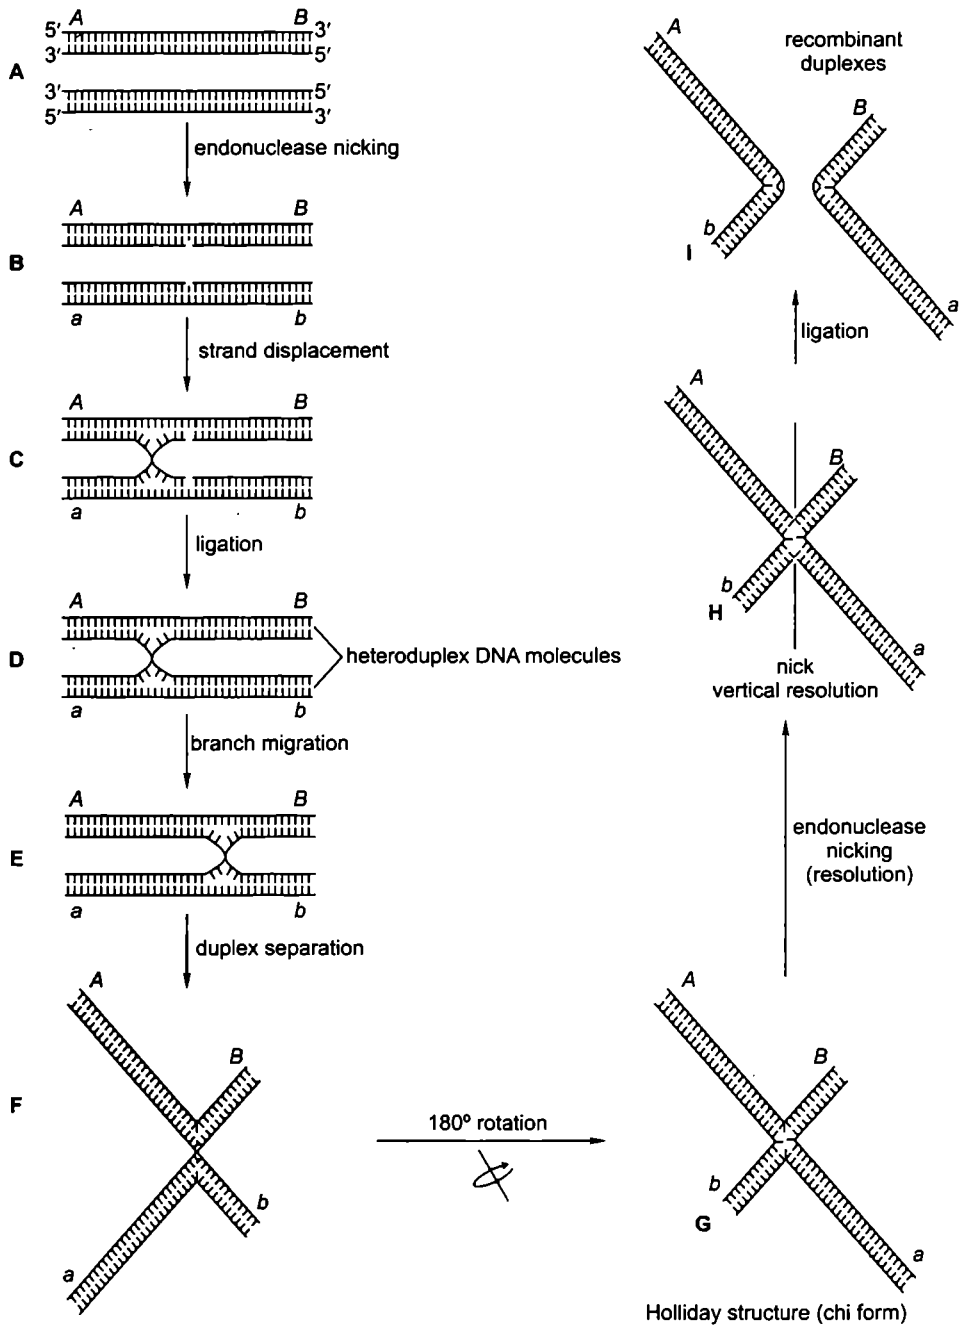 A B
5′ 3′
3′ 5′
A
3′ 5′
5′ 3′
endonuclease nicking
A B
B
a b
strand displacement
A B
C
a b
ligation
A B
D heteroduplex DNA molecules
a b
branch migration
A B
E
a b
duplex separation
A
B
F
b
a
180º rotation
A
B
b
G
a
Holliday structure (chi form)
endonuclease
nicking
(resolution)
A
B
b
H
a
nick
vertical resolution
ligation
recombinant
duplexes
A
B
b
I
a